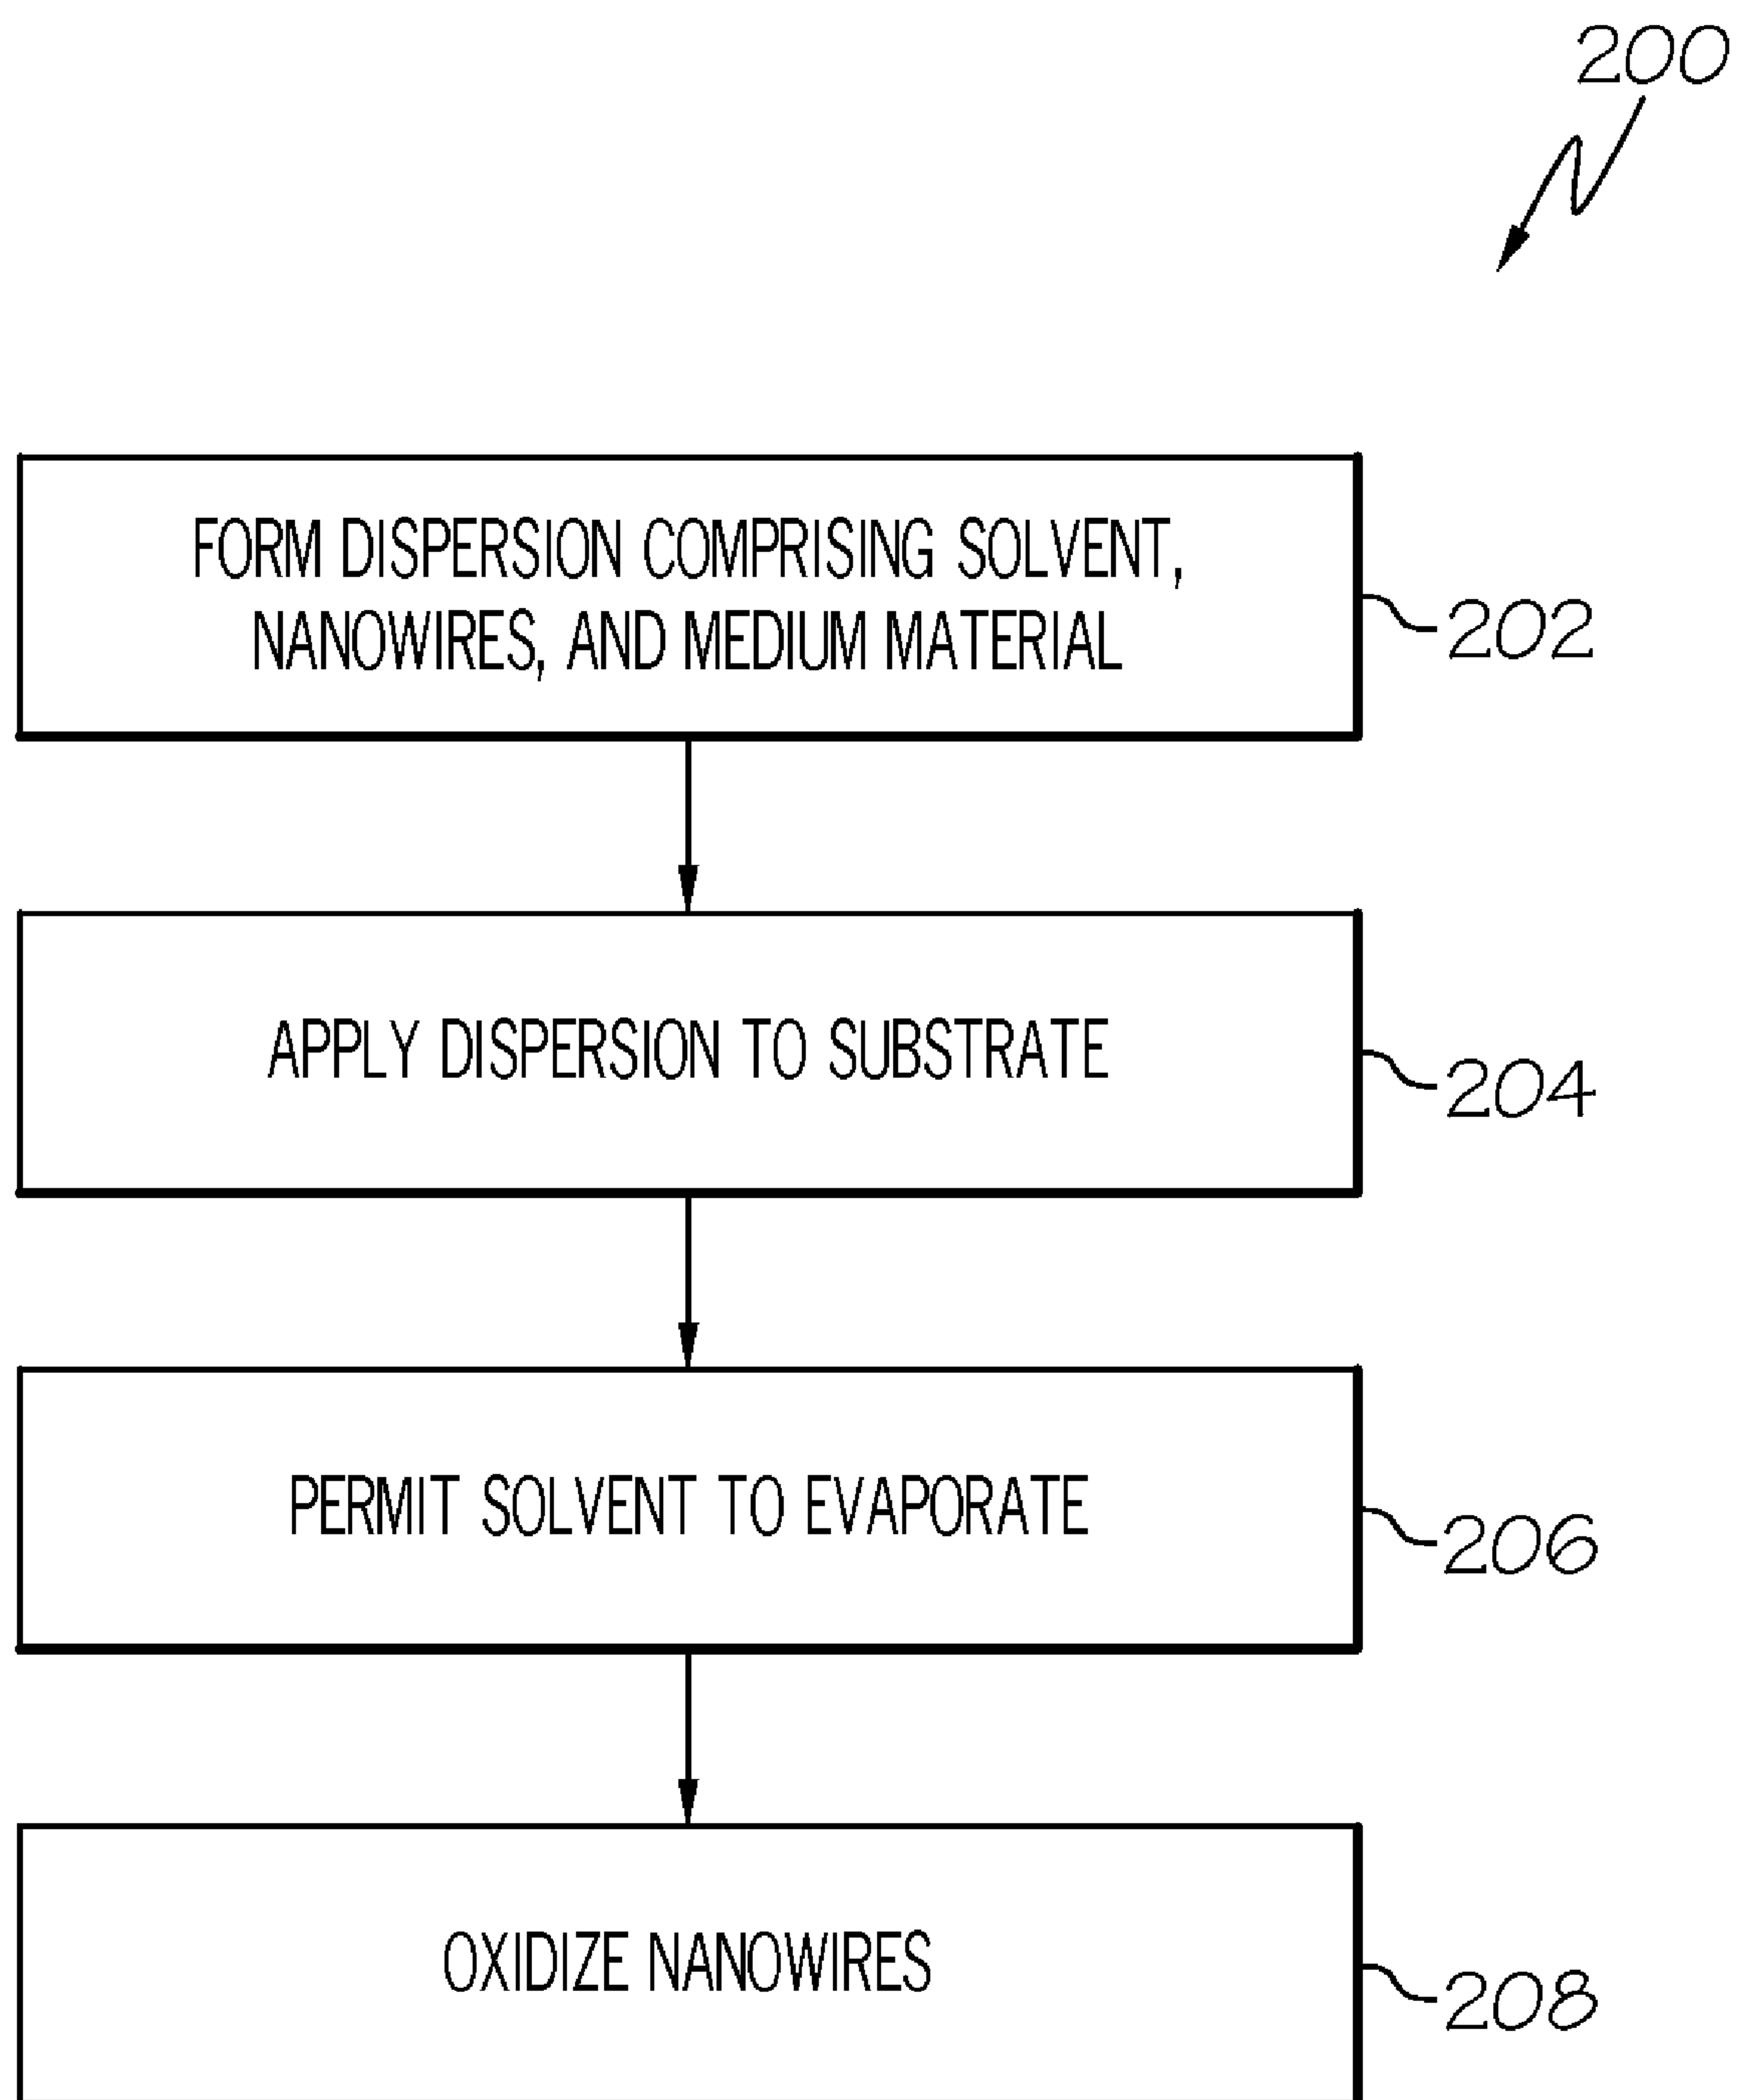 200
FORM DISPERSION COMPRISING SOLVENT,
NANOWIRES, AND MEDIUM MATERIAL
202
APPLY DISPERSION TO SUBSTRATE
204
PERMIT SOLVENT TO EVAPORATE
206
OXIDIZE NANOWIRES
208